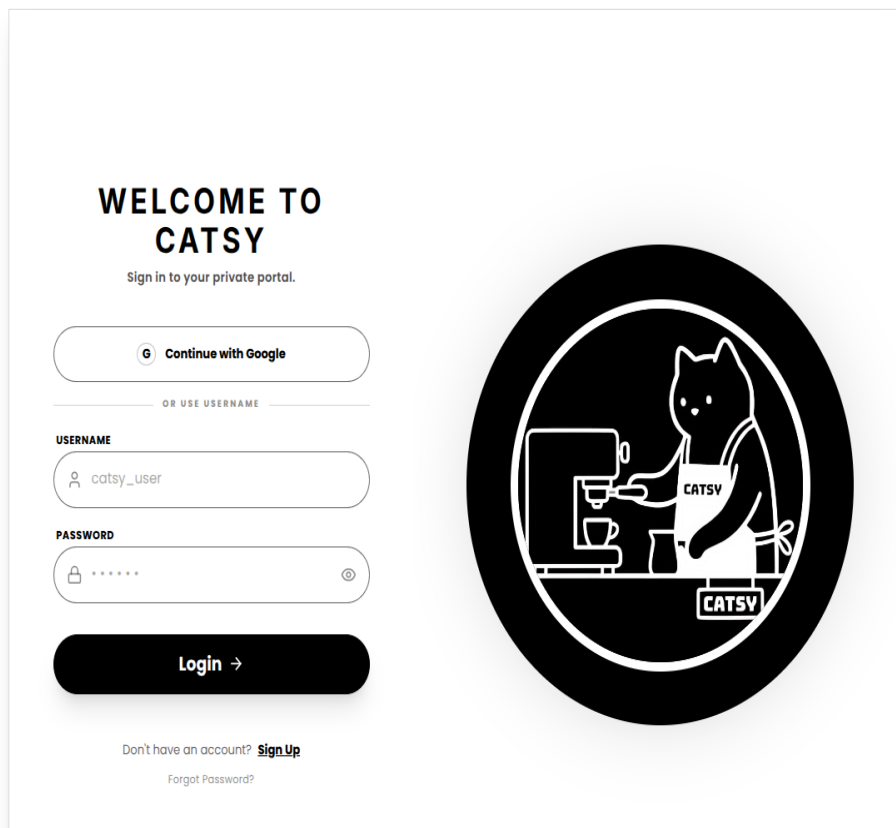 WELCOME TO
CATSY
Sign in to your private portal.
G Continue with Google
OR USE USERNAME
USERNAME
catsy_user
PASSWORD
Login →
Don't have an account? Sign Up
Forgot Password?
CATSY
CATSY